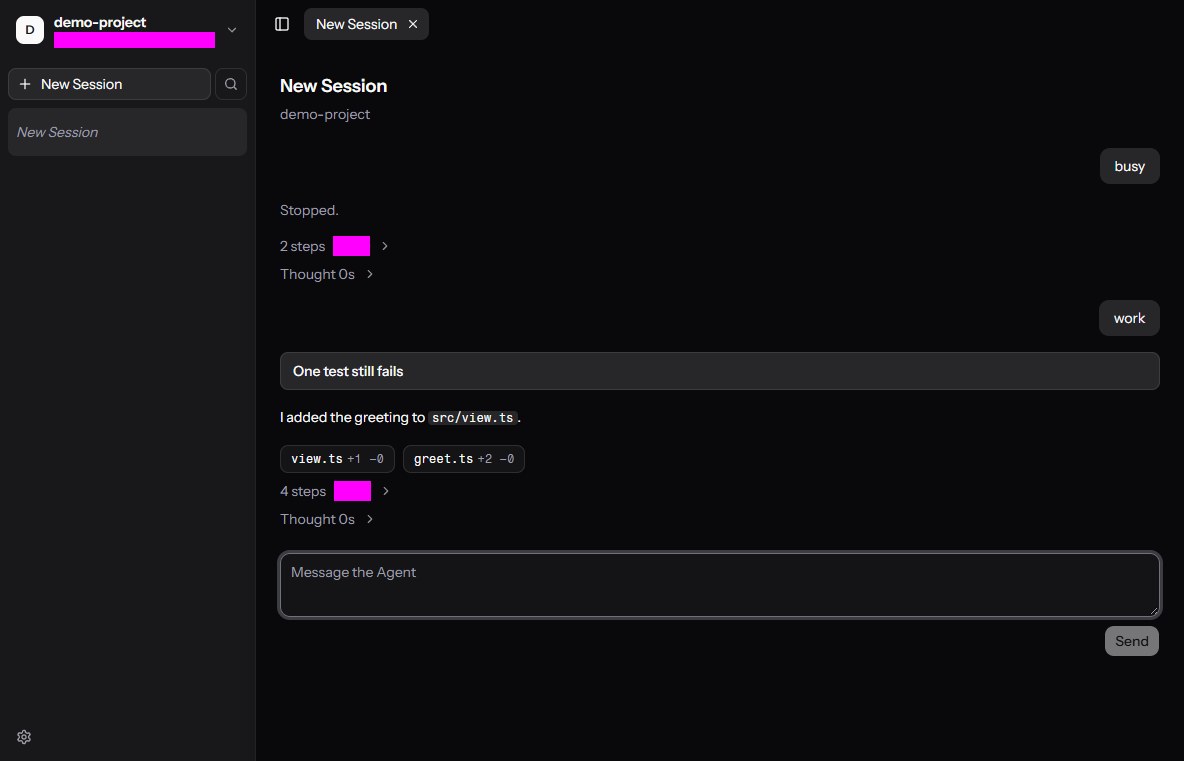 D
demo-project
New Session
New Session
New Session
New Session
demo-project
busy
Stopped.
2 steps
Thought 0s
work
One test still fails
I added the greeting to src/view.ts.
view.ts +1 −0 greet.ts +2 −0
4 steps
Thought 0s
Message the Agent
Send